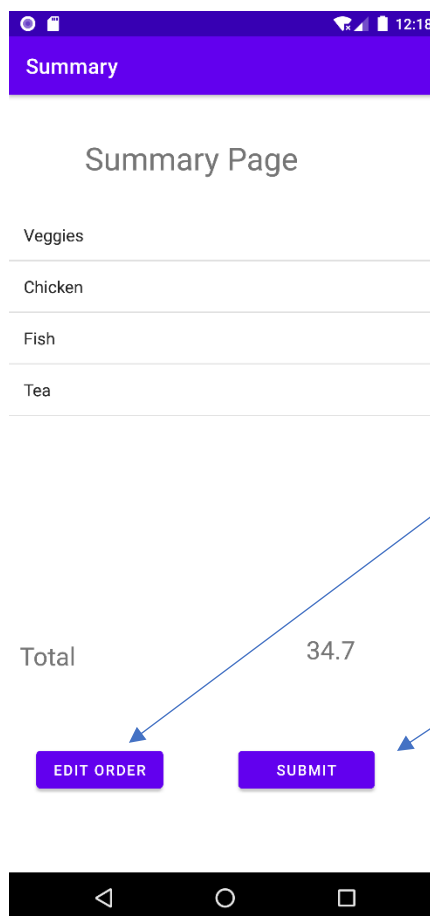 12:18
Summary
Summary Page
Veggies
Chicken
Fish
Tea
Total 34.7
EDIT ORDER SUBMIT